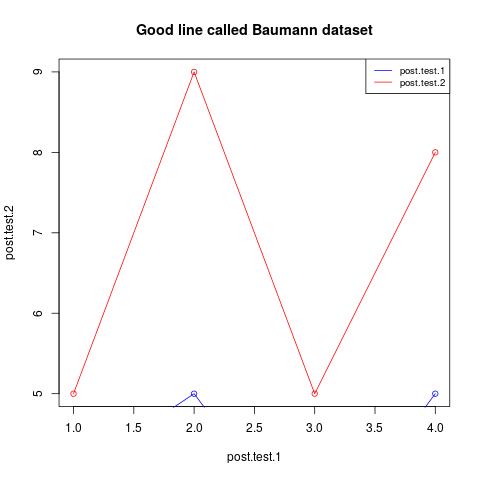 Good line called Baumann dataset
post.test.1
post.test.2
9
8
7
6
5
post.test.2
1.0 1.5 2.0 2.5 3.0 3.5 4.0
post.test.1